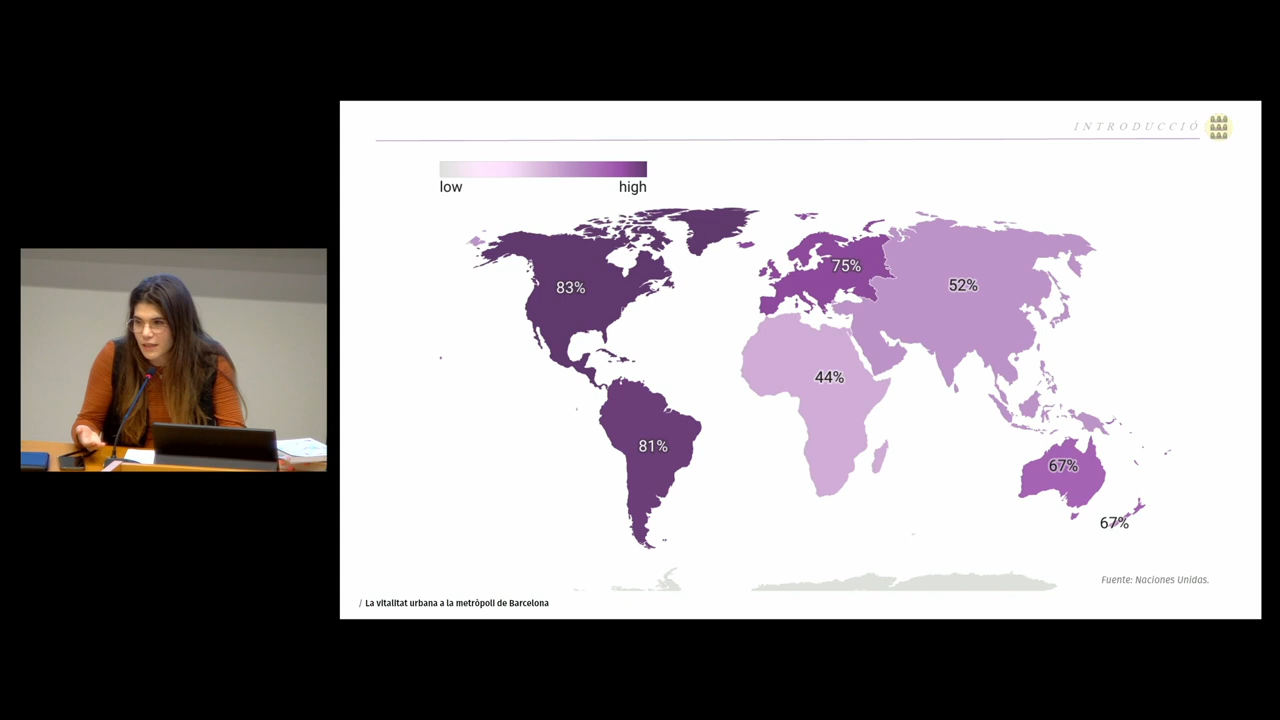 INTRODUCCIÓ
low high
83%
75%
52%
44%
81%
67%
67%
Fuente: Naciones Unidas.
/ La vitalitat urbana a la metròpoli de Barcelona